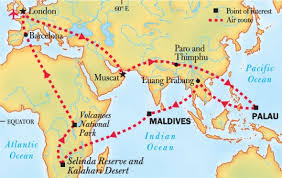 60°E
Point of interest
Air route
London
Barcelona
Paro and
Thimphu
Pacific
Ocean
Muscat
Luang Prabang
Volcanoes
National
Park
EQUATOR
MALDIVES
PALAU
Indian
Ocean
Atlantic
Ocean
Selinda Reserve and
Kalahari Desert